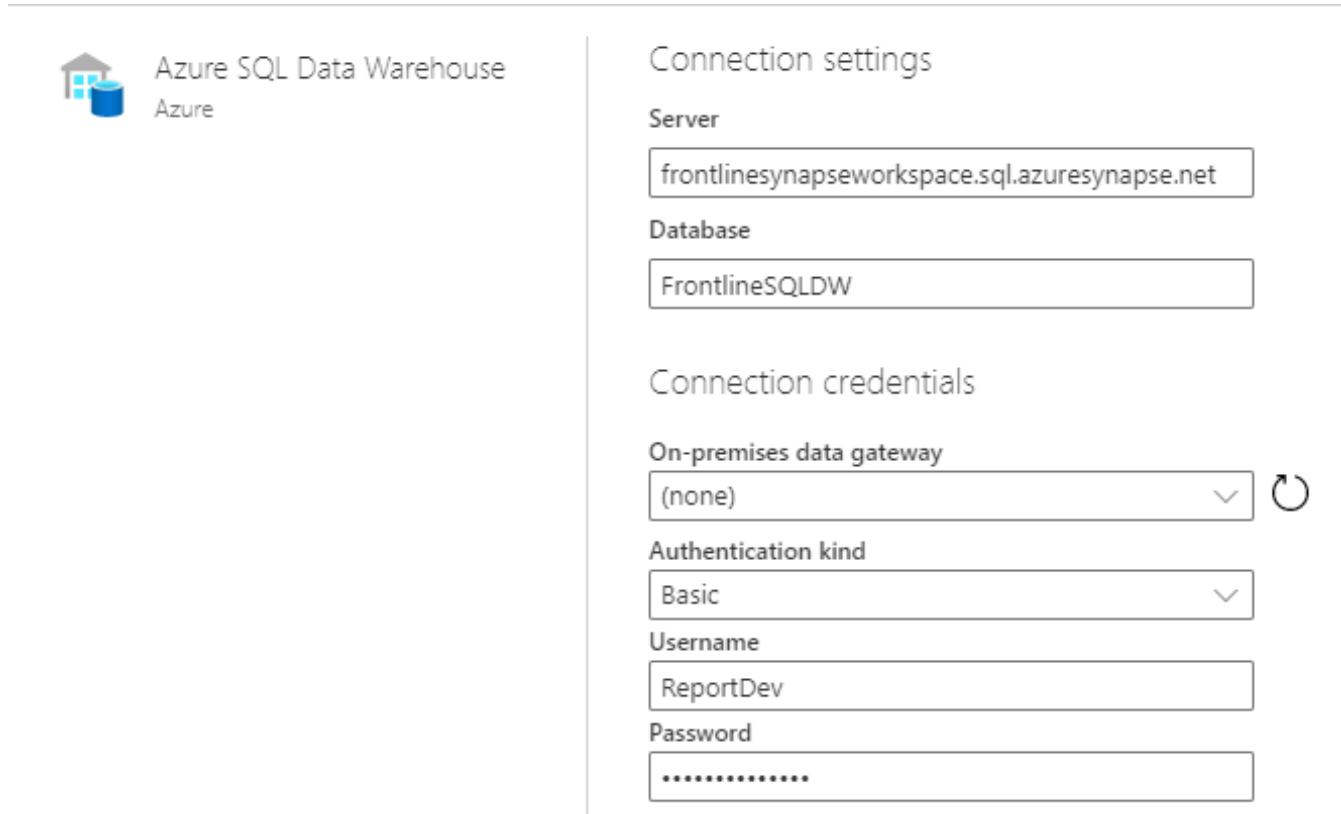 Azure SQL Data Warehouse
Azure
Connection settings
Server
frontlinesynapseworkspace.sql.azuresynapse.net
Database
FrontlineSQLDW
Connection credentials
On-premises data gateway
(none)
Authentication kind
Basic
Username
ReportDev
Password
••••••••••••••